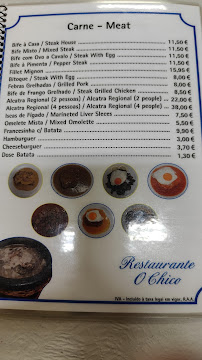 Carne - Meat
Bife à Casa / Steak House 11,50 €
Bife Misto / Mixed Steak 11,50 €
Bife com Ovo a Cavalo / Steak With Egg 11,50 €
Bife à Pimenta / Pepper Steak 11,50 €
Fillet Mignon 15,95 €
Bitoque / Steak With Egg 8,00 €
Febras Grelhadas / Grilled Pork 8,00 €
Bife de Frango Grelhado / Steak Grilled Chicken 8,50 €
Alcatra Regional (2 pessoas) / Alcatra Regional (2 people) 22,00 €
Alcatra Regional (4 pessoas) / Alcatra Regional (4 people) 38,00 €
Iscas de Fígado / Marineted Liver Slices 7,50 €
Omolete Mista / Mixed Omolette 7,50 €
Francesinha c/ Batata 9,50 €
Hamburguer 3,00 €
Cheeseburguer 3,70 €
Dose Batata 1,30 €
Restaurante
O Chico